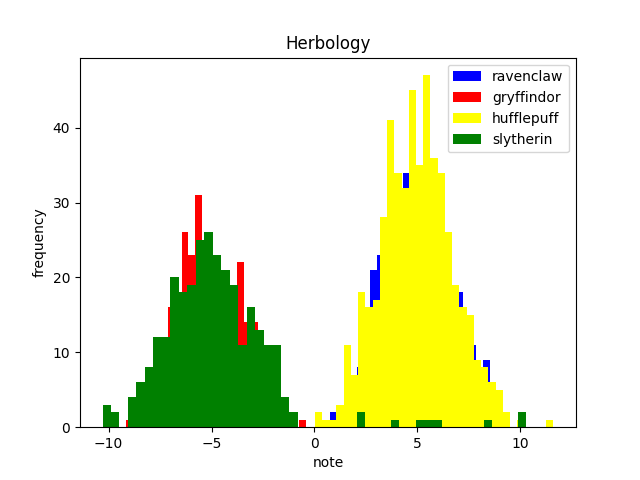 Herbology
ravenclaw
gryffindor
hufflepuff
slytherin
frequency
40
30
20
10
0
−10
−5
0
5
10
note